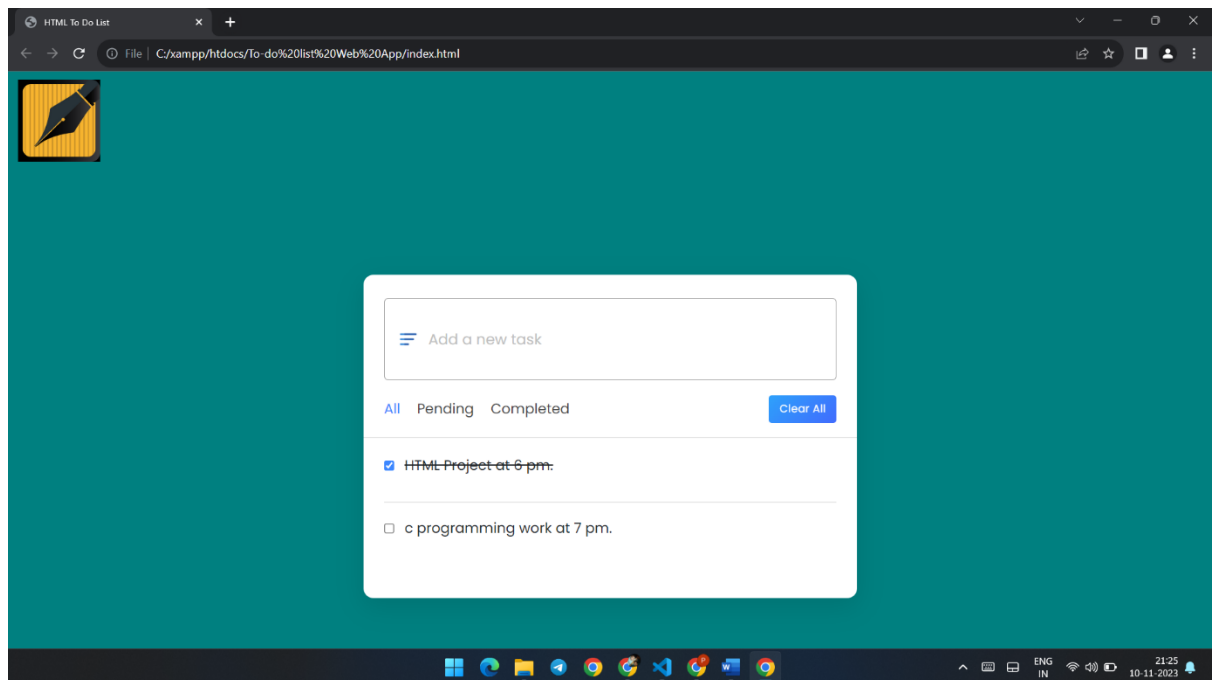 HTML To Do List
File C:/xampp/htdocs/To-do%20list%20Web%20App/index.html
Add a new task
All Pending Completed Clear All
HTML Project at 6 pm.
c programming work at 7 pm.
ENG
IN
21:25
10-11-2023